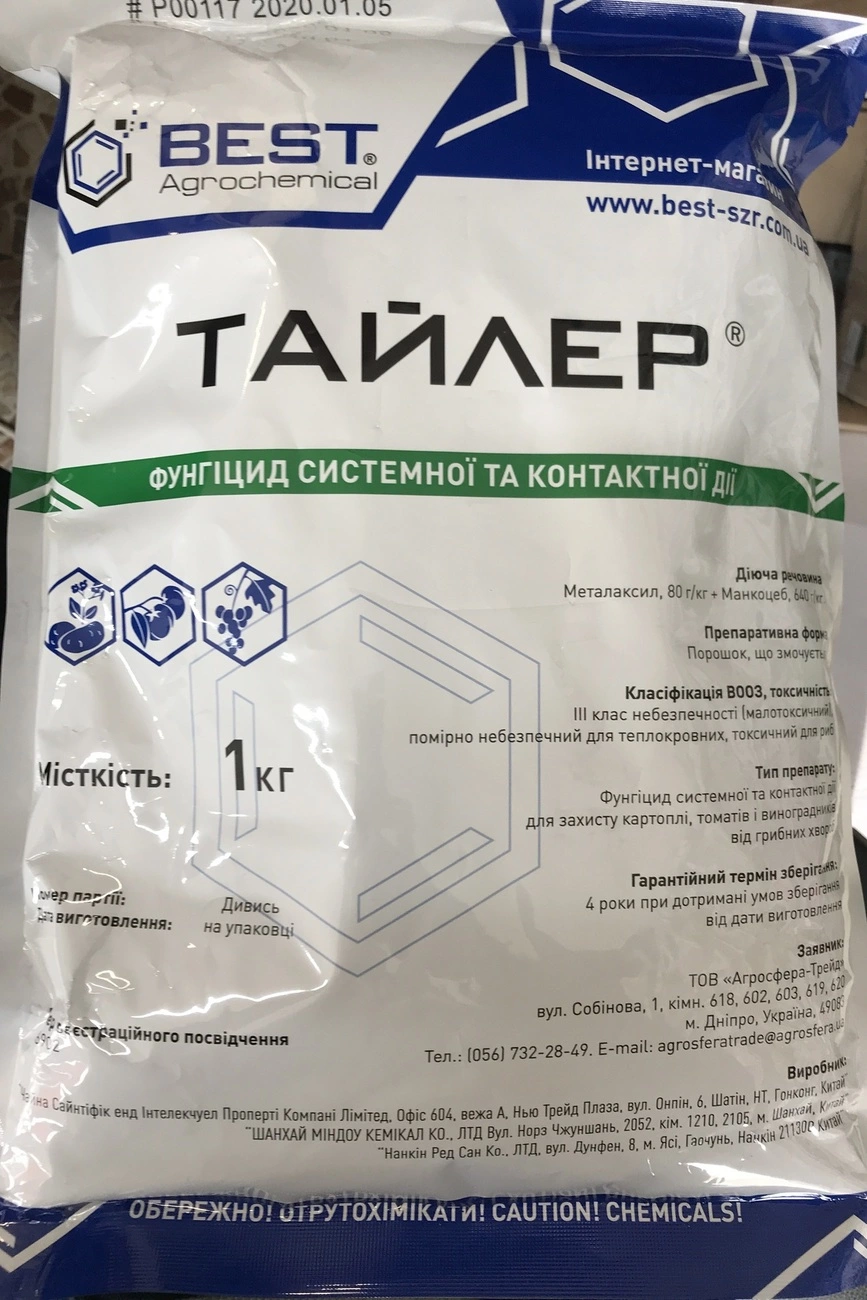 # P00117 2020.01.05
BEST®
Agrochemical
Інтернет-магазин
www.best-szr.com.ua
ТАЙЛЕР®
ФУНГІЦИД СИСТЕМНОЇ ТА КОНТАКТНОЇ ДІЇ
Діюча речовина
Металаксил, 80 г/кг + Манкоцеб, 640 г/кг
Препаративна форма
Порошок, що змочується
Класифікація ВООЗ, токсичність
III клас небезпечності (малотоксичний),
помірно небезпечний для теплокровних, токсичний для риб
Місткість: 1 кг
Тип препарату:
Фунгіцид системної та контактної дії
для захисту картоплі, томатів і виноградників
від грибних хвороб
Гарантійний термін зберігання:
4 роки при дотримані умов зберігання
від дати виготовлення
Номер партії:
Дата виготовлення:
Дивись
на упаковці
Заявник:
ТОВ «Агросфера-Трейд»
вул. Собінова, 1, кімн. 618, 602, 603, 619, 620
м. Дніпро, Україна, 49083
Тел.: (056) 732-28-49. E-mail: agrosferatrade@agrosfera.ua
реєстраційного посвідчення
Виробник:
Чайна Сайнтіфік енд Інтелекчуел Проперті Компані Лімітед, Офіс 604, вежа А, Нью Трейд Плаза, вул. Онпін, 6, Шатін, НТ, Гонконг, Китай
"ШАНХАЙ МІНДОУ КЕМІКАЛ КО., ЛТД Вул. Норз Чжуншань, 2052, кім. 1210, 2105, м. Шанхай, Китай
"Нанкін Ред Сан Ко., ЛТД, вул. Дунфен, 8, м. Ясі, Гаочунь, Нанкін 211300 Китай
ОБЕРЕЖНО! ОТРУТОХІМІКАТИ! CAUTION! CHEMICALS!